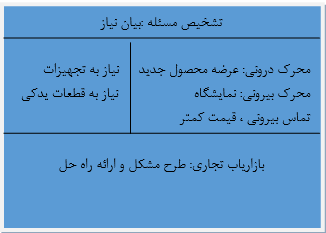 تشخیص مسئله :بیان نیاز
محرک درونی: عرضه محصول جدید
محرک بیرونی: نمایشگاه
تماس بیرونی ، قیمت کمتر
نیاز به تجهیزات
نیاز به قطعات یدکی
بازاریاب تجاری: طرح مشکل و ارائه راه حل